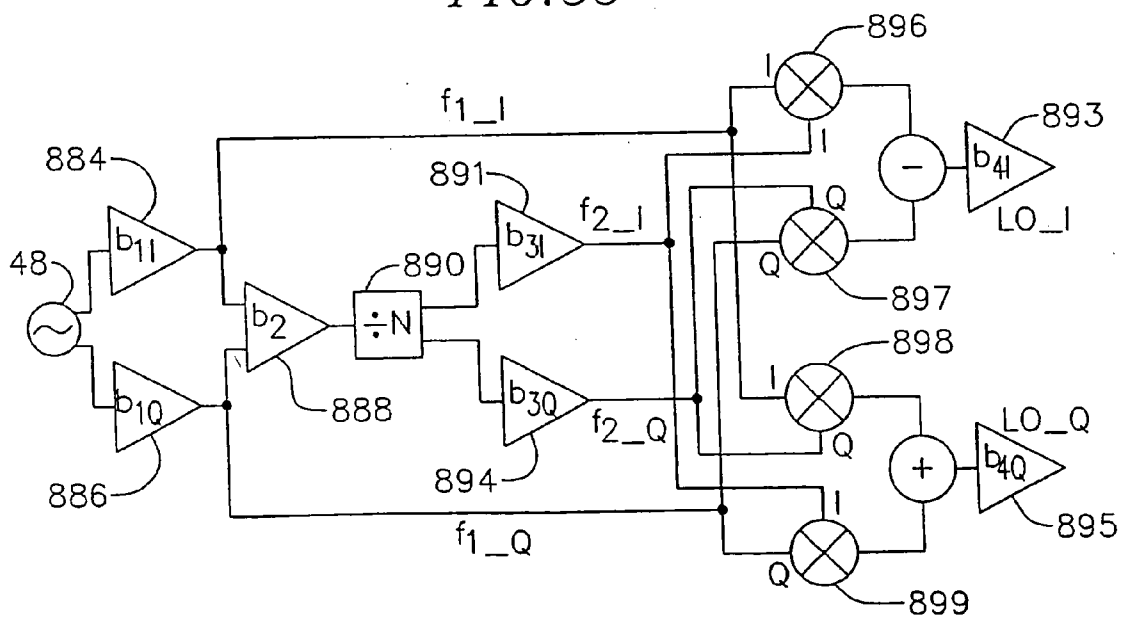 896
I
f1_I
I
893
b4I
884
891
f2_I
Q
−
LO_I
b1I
b3I
48
890
Q
897
÷N
b2
898
I
b1Q
888
b3Q
f2_Q
Q
LO_Q
+
b4Q
886
894
I
895
f1_Q
Q
899